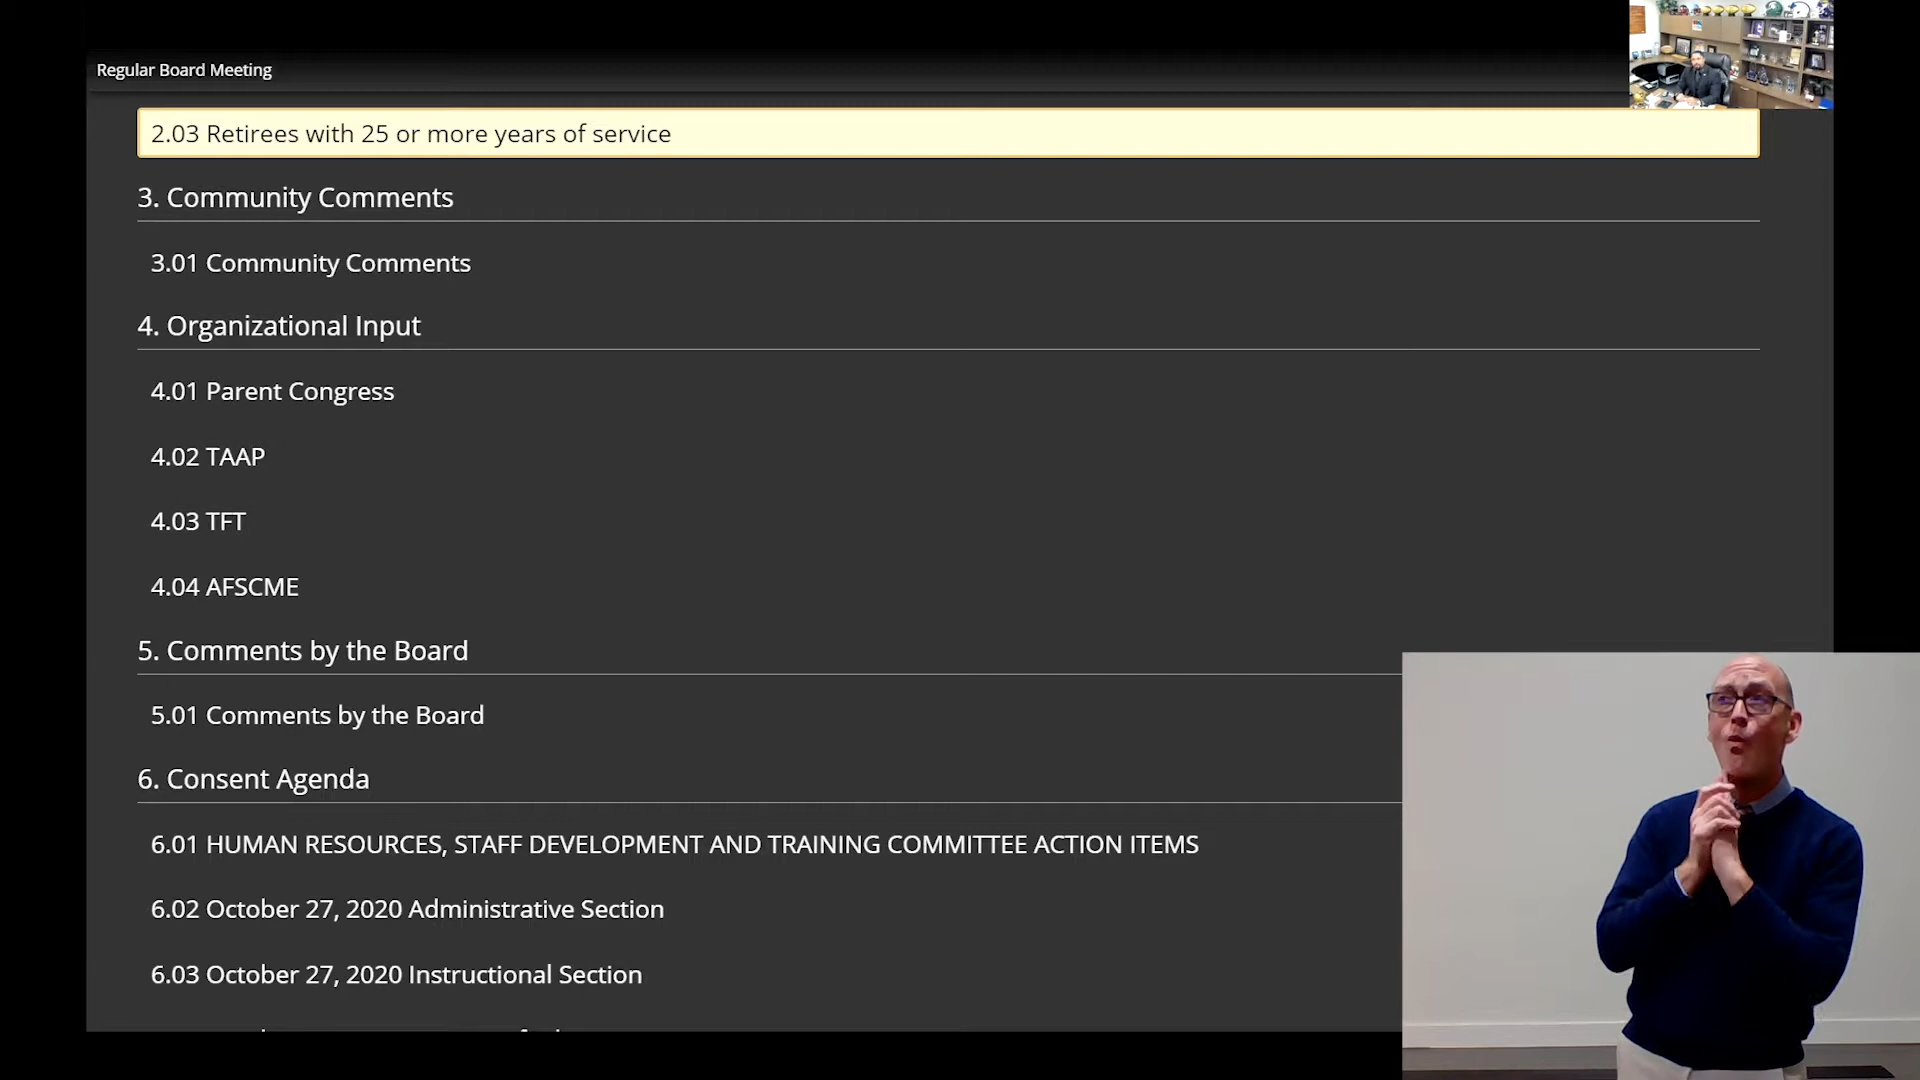 Regular Board Meeting
2.03 Retirees with 25 or more years of service
3. Community Comments
3.01 Community Comments
4. Organizational Input
4.01 Parent Congress
4.02 TAAP
4.03 TFT
4.04 AFSCME
5. Comments by the Board
5.01 Comments by the Board
6. Consent Agenda
6.01 HUMAN RESOURCES, STAFF DEVELOPMENT AND TRAINING COMMITTEE ACTION ITEMS
6.02 October 27, 2020 Administrative Section
6.03 October 27, 2020 Instructional Section